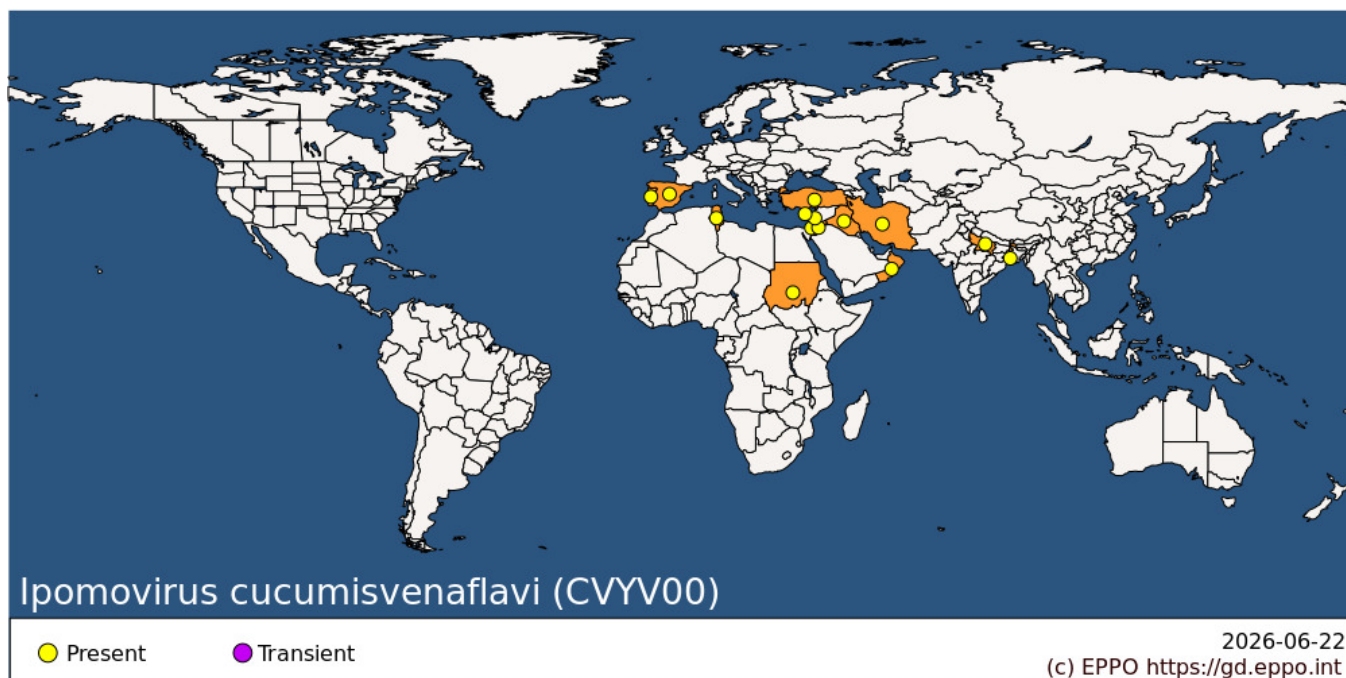 Ipomovirus cucumisvenaflavi (CVYV00)
Present
Transient
2026-06-22
(c) EPPO https://gd.eppo.int